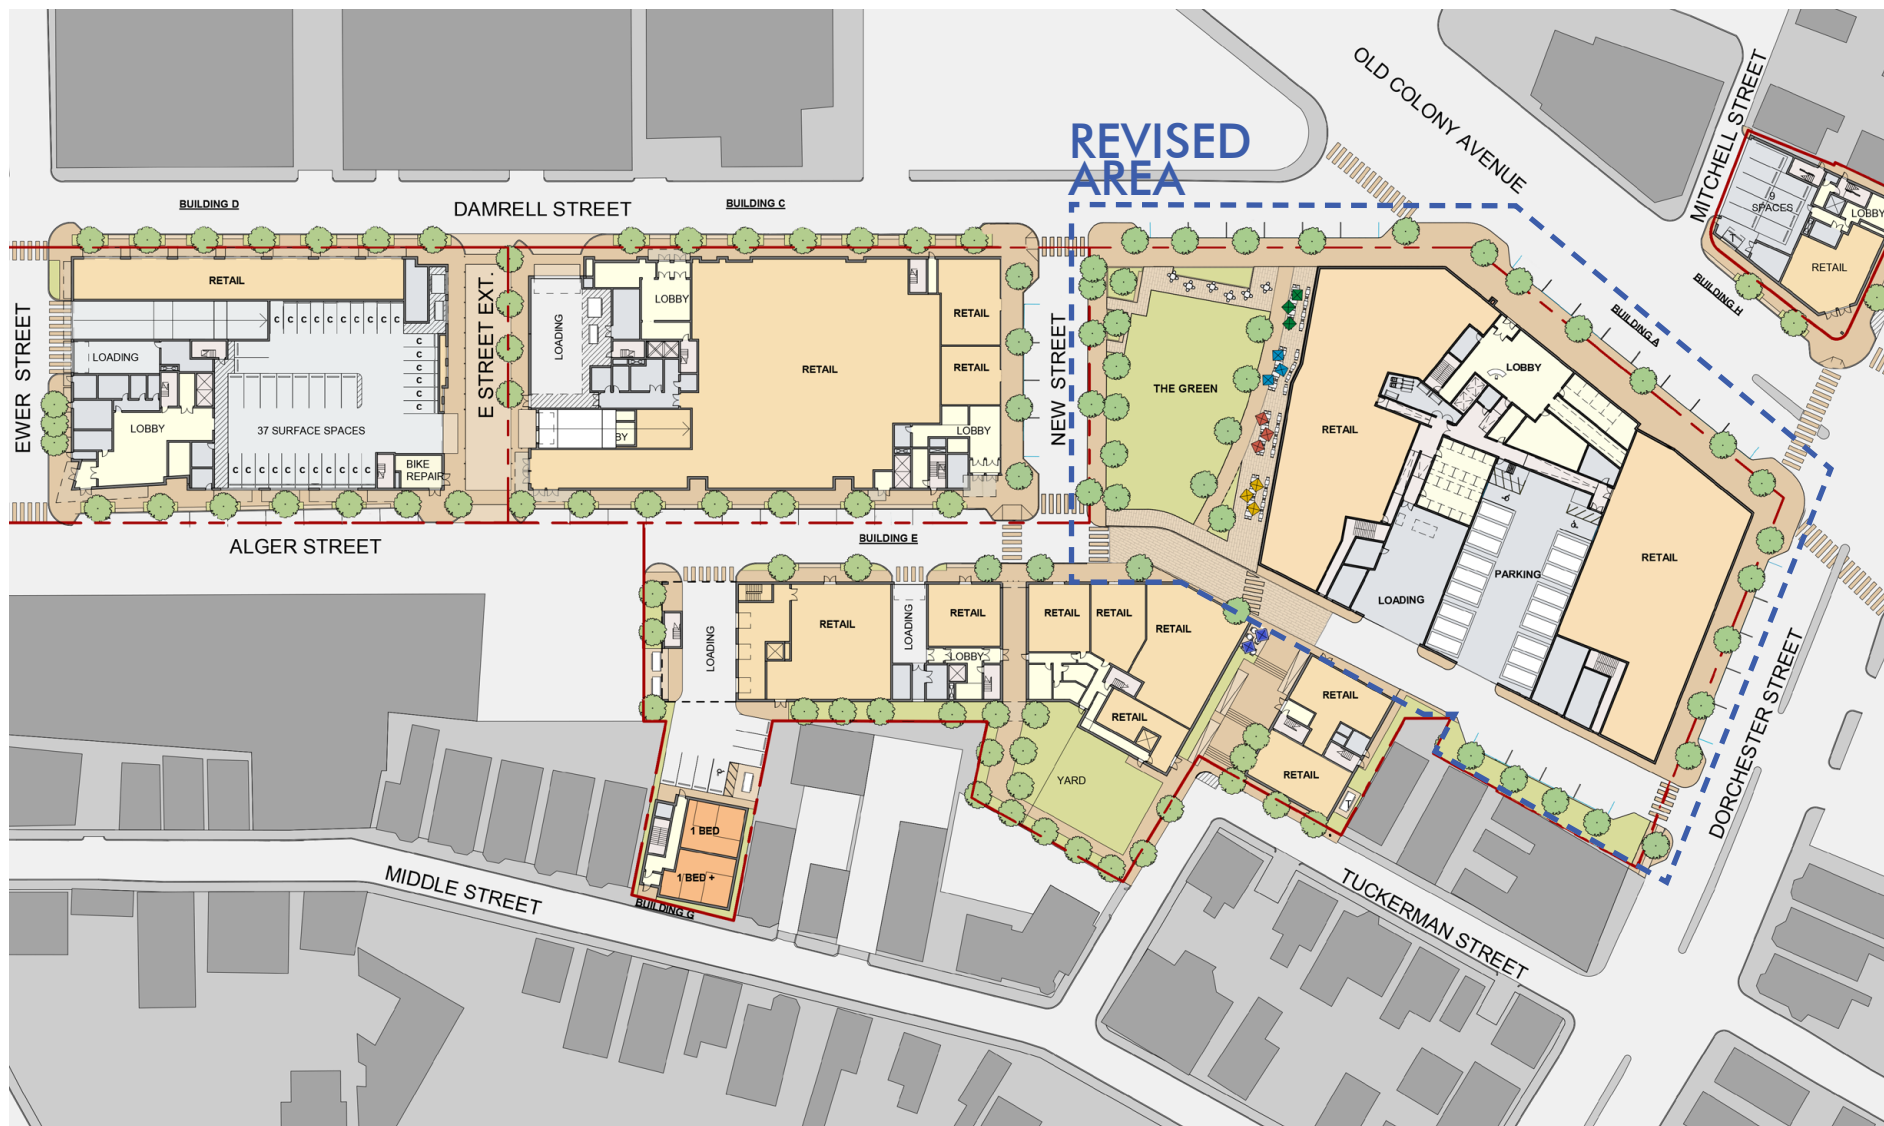 OLD COLONY AVENUE
MITCHELL STREET
REVISED
AREA
BUILDING D
DAMRELL STREET
BUILDING C
9
SPACES
LOBBY
RETAIL
BUILDING H
BUILDING A
EWER STREET
RETAIL
C C C C C C C C C C
LOADING
C
C
C
C
C
C
LOBBY
37 SURFACE SPACES
C C C C C C C C C C C
BIKE
REPAIR
E STREET EXT.
LOADING
LOBBY
RETAIL
RETAIL
RETAIL
BY
LOBBY
NEW STREET
THE GREEN
RETAIL
LOBBY
RETAIL
PARKING
LOADING
ALGER STREET
BUILDING E
LOADING
RETAIL
LOADING
RETAIL
LOBBY
RETAIL
RETAIL
RETAIL
RETAIL
YARD
RETAIL
RETAIL
T
T
1 BED
1 BED +
BUILDING G
MIDDLE STREET
TUCKERMAN STREET
DORCHESTER STREET